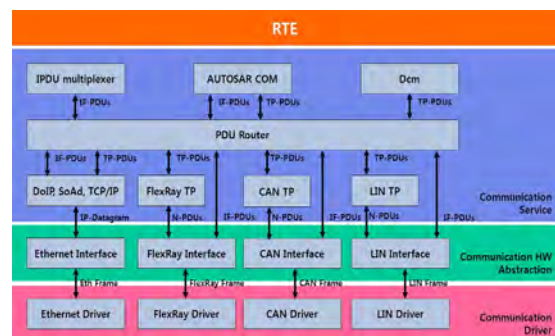 RTE
IPDU multiplexer
AUTOSAR COM
Dcm
IF-PDUs
IF-PDUs
TP-PDUs
TP-PDUs
PDU Router
IF-PDUs
TP-PDUs
TP-PDUs
TP-PDUs
TP-PDUs
DoIP, SoAd, TCP/IP
FlexRay TP
CAN TP
LIN TP
Communication
Service
IP-Datagram
N-PDUs
IF-PDUs
N-PDUs
IF-PDUs
N-PDUs
IF-PDUs
Ethernet Interface
FlexRay Interface
CAN Interface
LIN Interface
Communication HW
Abstraction
Eth Frame
FlexRay Frame
CAN Frame
LIN Frame
Ethernet Driver
FlexRay Driver
CAN Driver
LIN Driver
Communication
Driver